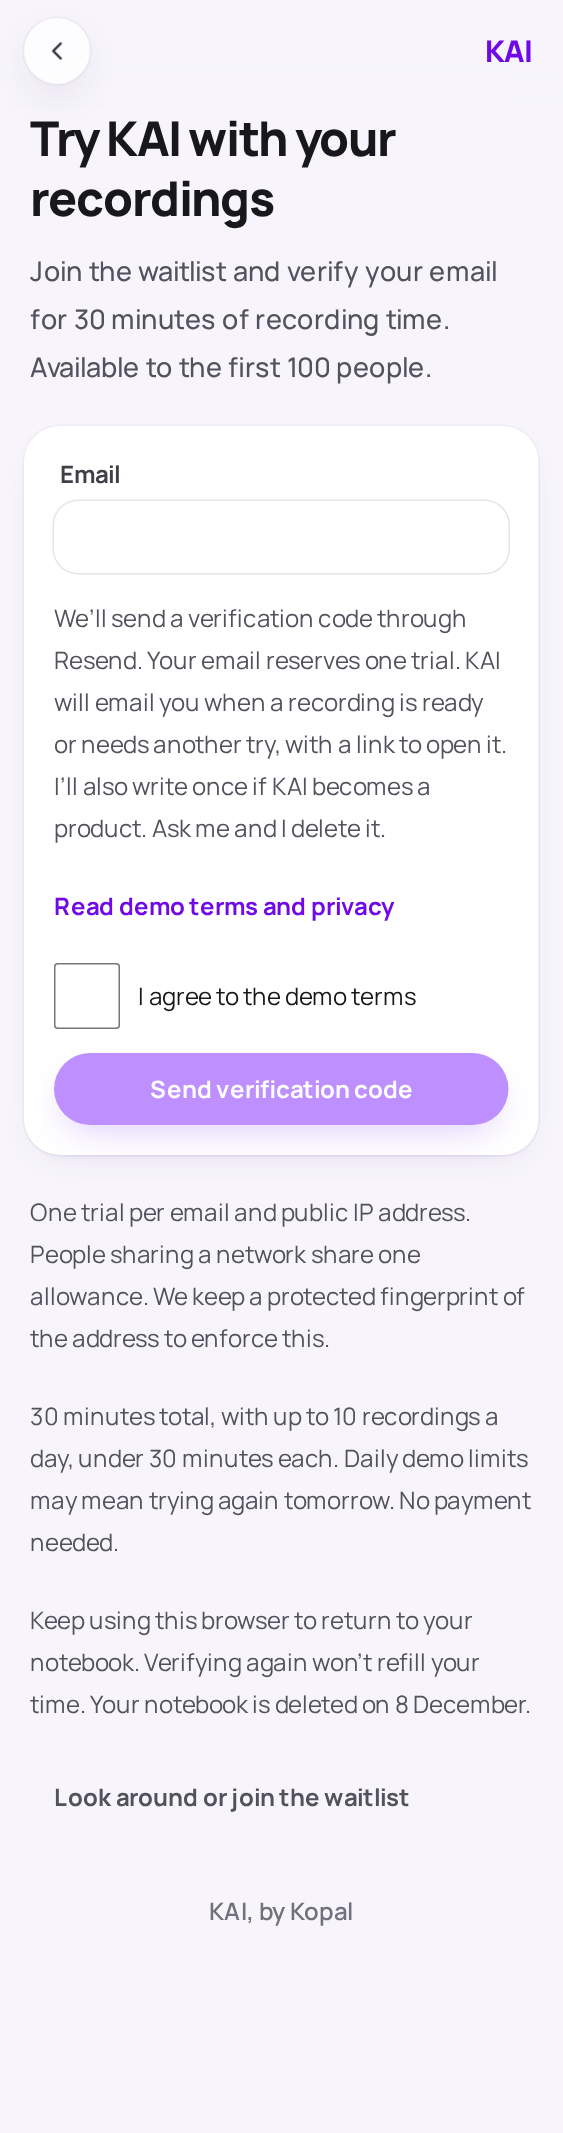 KAI
Try KAI with your
recordings
Join the waitlist and verify your email
for 30 minutes of recording time.
Available to the first 100 people.
Email
We’ll send a verification code through
Resend. Your email reserves one trial. KAI
will email you when a recording is ready
or needs another try, with a link to open it.
I’ll also write once if KAI becomes a
product. Ask me and I delete it.
Read demo terms and privacy
I agree to the demo terms
Send verification code
One trial per email and public IP address.
People sharing a network share one
allowance. We keep a protected fingerprint of
the address to enforce this.
30 minutes total, with up to 10 recordings a
day, under 30 minutes each. Daily demo limits
may mean trying again tomorrow. No payment
needed.
Keep using this browser to return to your
notebook. Verifying again won’t refill your
time. Your notebook is deleted on 8 December.
Look around or join the waitlist
KAI, by Kopal